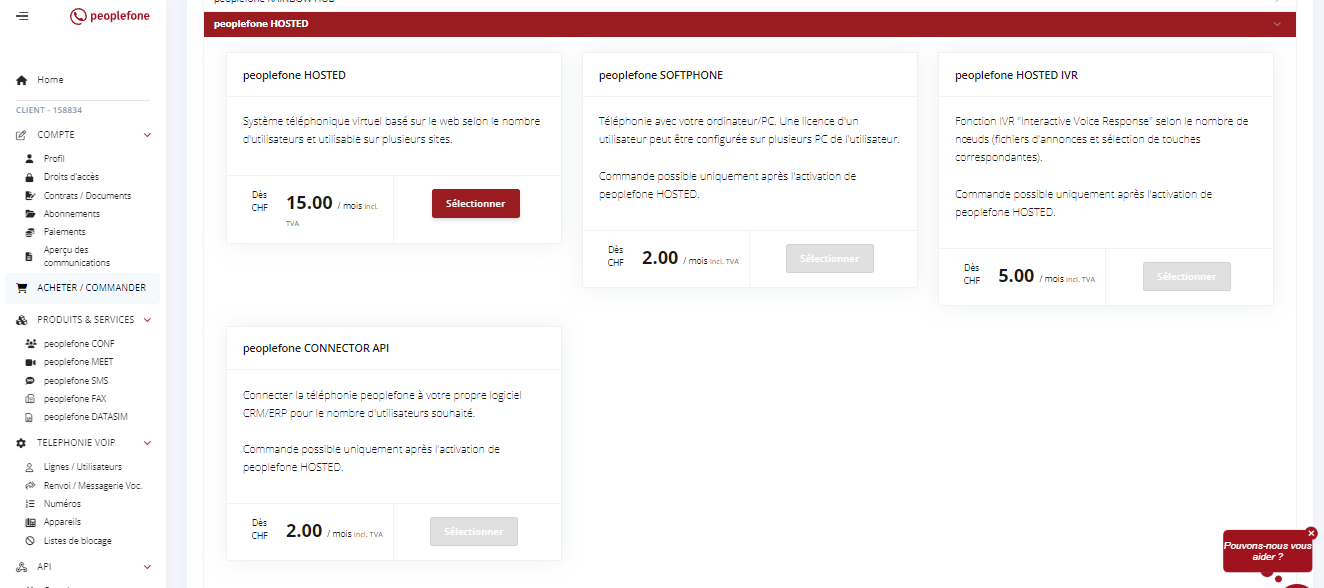 peoplefone
Home
CLIENT - 158834
COMPTE
Profil
Droits d'accès
Contrats / Documents
Abonnements
Paiements
Aperçu des
communications
ACHETER / COMMANDER
PRODUITS & SERVICES
peoplefone CONF
peoplefone MEET
peoplefone SMS
peoplefone FAX
peoplefone DATASIM
TELEPHONIE VOIP
Lignes / Utilisateurs
Renvoi / Messagerie Voc.
Numéros
Appareils
Listes de blocage
API
peoplefone RAINBOW HUB
peoplefone HOSTED
peoplefone HOSTED
Système téléphonique virtuel basé sur le web selon le nombre
d'utilisateurs et utilisable sur plusieurs sites.
Dès
CHF
15.00 / mois incl.
TVA
Sélectionner
peoplefone SOFTPHONE
Téléphonie avec votre ordinateur/PC. Une licence d'un
utilisateur peut être configurée sur plusieurs PC de l'utilisateur.
Commande possible uniquement après l'activation de
peoplefone HOSTED.
Dès
CHF
2.00 / mois incl. TVA
Sélectionner
peoplefone HOSTED IVR
Fonction IVR "Interactive Voice Response" selon le nombre de
nœuds (fichiers d'annonces et sélection de touches
correspondantes).
Commande possible uniquement après l'activation de
peoplefone HOSTED.
Dès
CHF
5.00 / mois incl. TVA
Sélectionner
peoplefone CONNECTOR API
Connecter la téléphonie peoplefone à votre propre logiciel
CRM/ERP pour le nombre d'utilisateurs souhaité.
Commande possible uniquement après l'activation de
peoplefone HOSTED.
Dès
CHF
2.00 / mois incl. TVA
Sélectionner
Pouvons-nous vous
aider ?